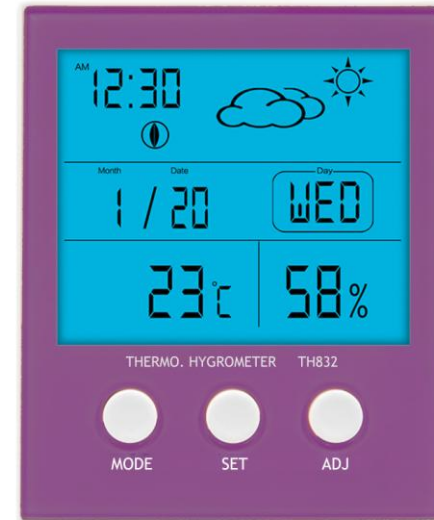 AM 12:30
Month Date Day
1 / 20 WED
23°C 58%
THERMO. HYGROMETER TH832
MODE SET ADJ